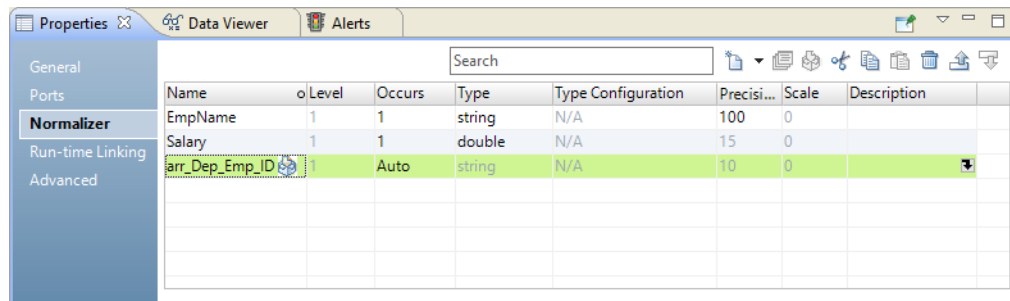 Properties Data Viewer Alerts
Search
General
Ports
Normalizer
Run-time Linking
Advanced
Name o Level Occurs Type Type Configuration Precisi... Scale Description
EmpName 1 1 string N/A 100 0
Salary 1 1 double N/A 15 0
arr_Dep_Emp_ID 1 Auto string N/A 10 0